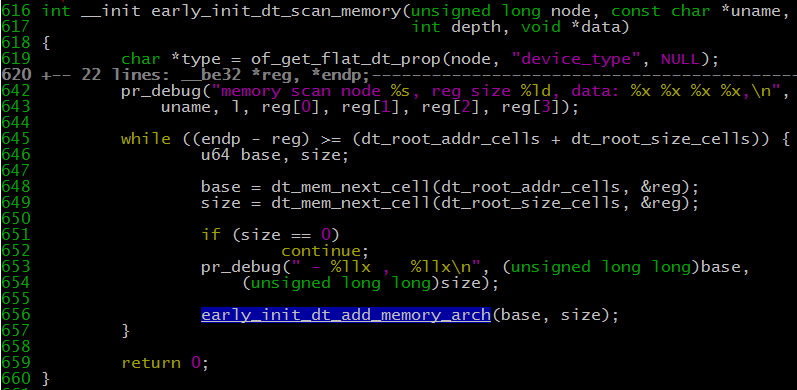 616 int __init early_init_dt_scan_memory(unsigned long node, const char *uname,
617                                      int depth, void *data)
618 {
619         char *type = of_get_flat_dt_prop(node, "device_type", NULL);
620 +-- 22 lines: __be32 *reg, *endp;-------------------------------------------
642         pr_debug("memory scan node %s, reg size %ld, data: %x %x %x %x,\n",
643             uname, l, reg[0], reg[1], reg[2], reg[3]);
644
645         while ((endp - reg) >= (dt_root_addr_cells + dt_root_size_cells)) {
646                 u64 base, size;
647
648                 base = dt_mem_next_cell(dt_root_addr_cells, &reg);
649                 size = dt_mem_next_cell(dt_root_size_cells, &reg);
650
651                 if (size == 0)
652                         continue;
653                 pr_debug(" - %llx ,  %llx\n", (unsigned long long)base,
654                     (unsigned long long)size);
655
656                 early_init_dt_add_memory_arch(base, size);
657         }
658
659         return 0;
660 }